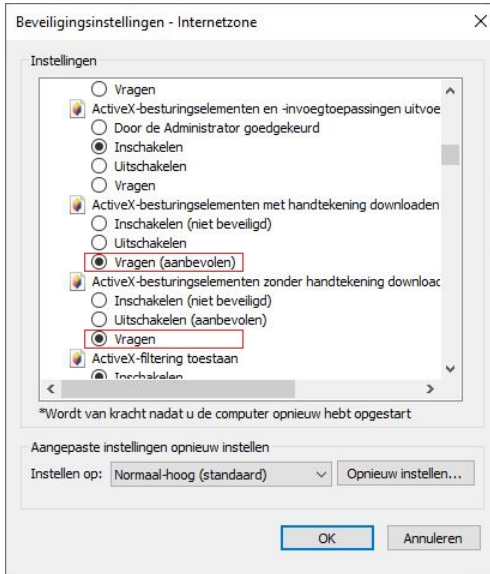 Beveiligingsinstellingen - Internetzone
Instellingen
Vragen
ActiveX-besturingselementen en -invoegtoepassingen uitvoe
Door de Administrator goedgekeurd
Inschakelen
Uitschakelen
Vragen
ActiveX-besturingselementen met handtekening downloaden
Inschakelen (niet beveiligd)
Uitschakelen
Vragen (aanbevolen)
ActiveX-besturingselementen zonder handtekening downloac
Inschakelen (niet beveiligd)
Uitschakelen (aanbevolen)
Vragen
ActiveX-filtering toestaan
Inschakelen
*Wordt van kracht nadat u de computer opnieuw hebt opgestart
Aangepaste instellingen opnieuw instellen
Instellen op: Normaal-hoog (standaard) Opnieuw instellen...
OK Annuleren